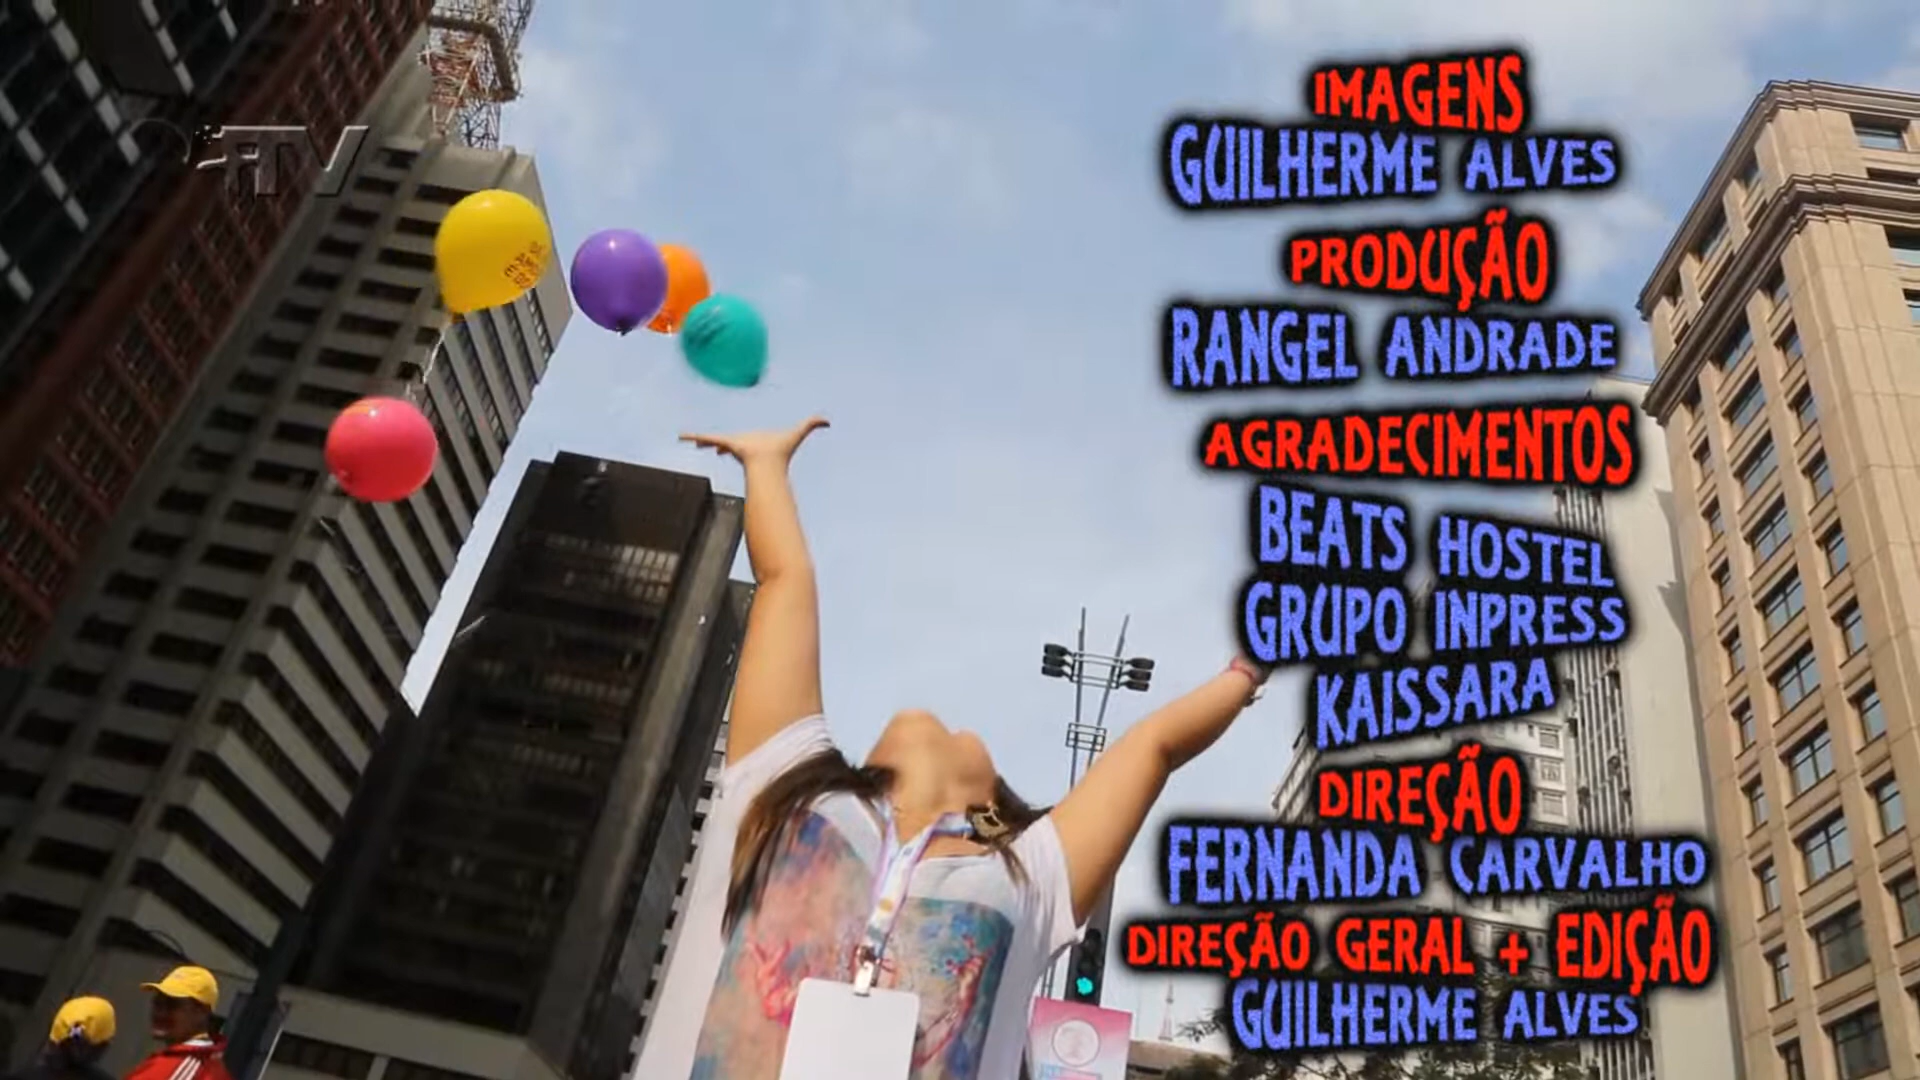 IMAGENS
GUILHERME ALVES
PRODUÇÃO
RANGEL ANDRADE
AGRADECIMENTOS
BEATS HOSTEL
GRUPO INPRESS
KAISSARA
DIREÇÃO
FERNANDA CARVALHO
DIREÇÃO GERAL + EDIÇÃO
GUILHERME ALVES